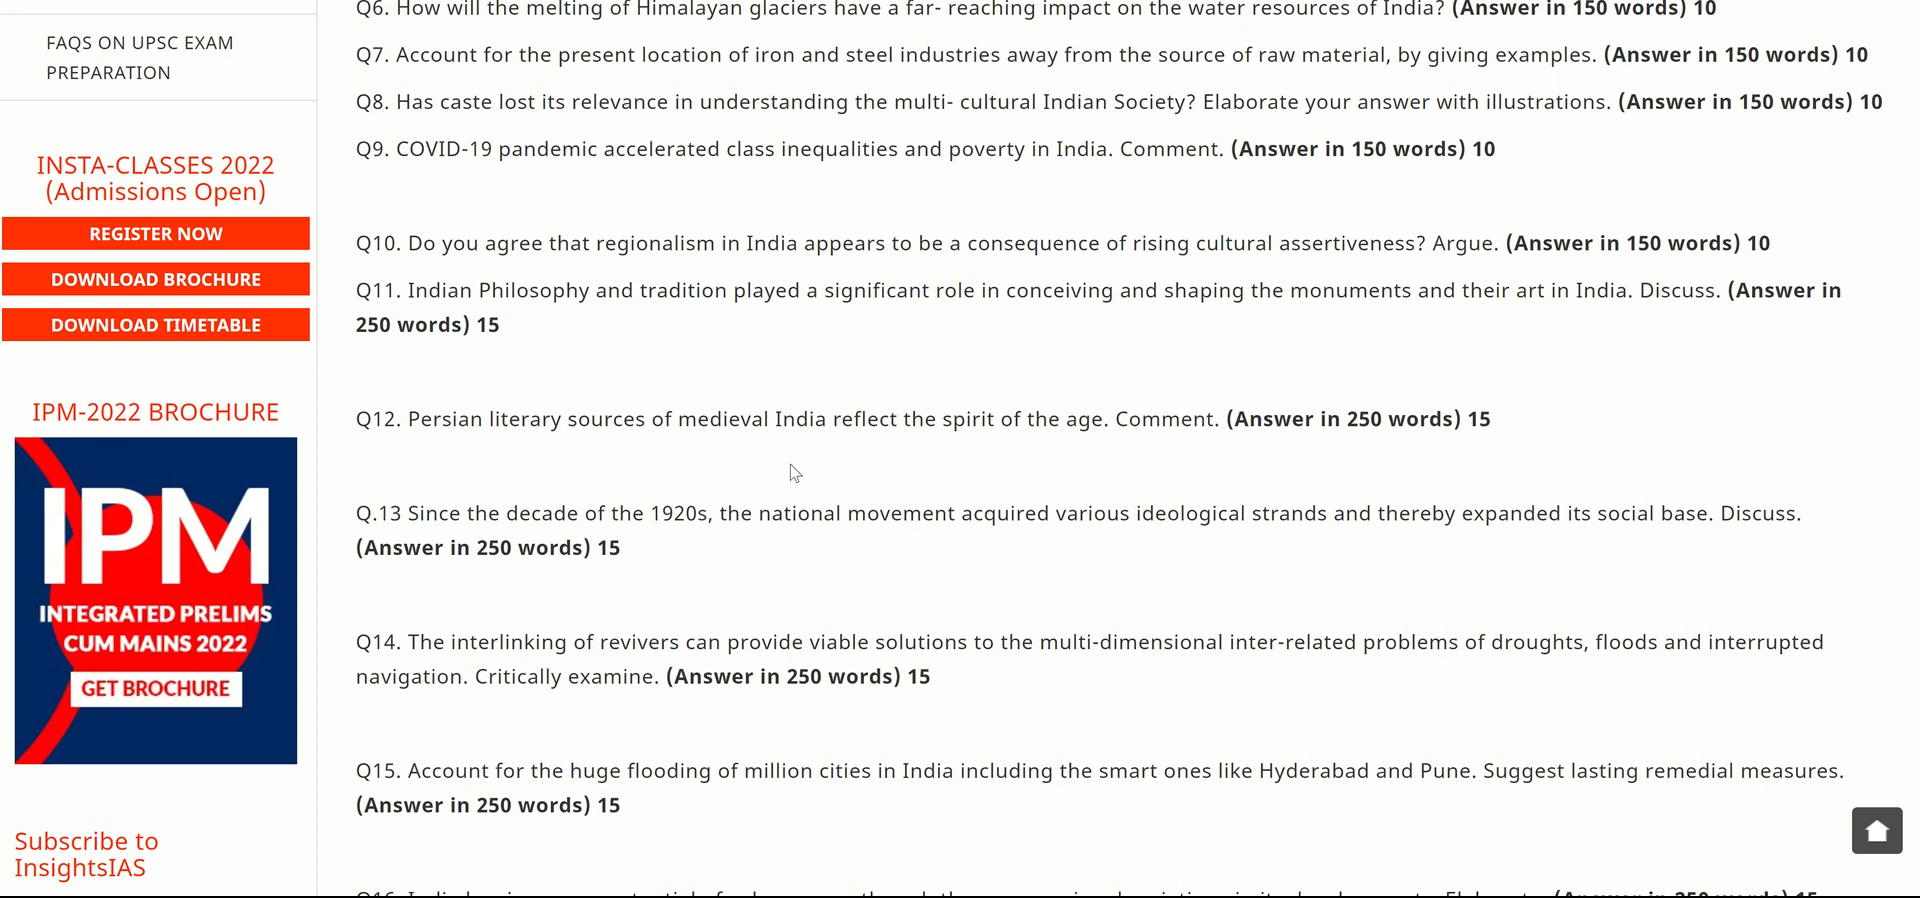 FAQS ON UPSC EXAM
PREPARATION
INSTA-CLASSES 2022
(Admissions Open)
REGISTER NOW
DOWNLOAD BROCHURE
DOWNLOAD TIMETABLE
IPM-2022 BROCHURE
IPM
INTEGRATED PRELIMS
CUM MAINS 2022
GET BROCHURE
Subscribe to
InsightsIAS
Q6. How will the melting of Himalayan glaciers have a far- reaching impact on the water resources of India? (Answer in 150 words) 10
Q7. Account for the present location of iron and steel industries away from the source of raw material, by giving examples. (Answer in 150 words) 10
Q8. Has caste lost its relevance in understanding the multi- cultural Indian Society? Elaborate your answer with illustrations. (Answer in 150 words) 10
Q9. COVID-19 pandemic accelerated class inequalities and poverty in India. Comment. (Answer in 150 words) 10
Q10. Do you agree that regionalism in India appears to be a consequence of rising cultural assertiveness? Argue. (Answer in 150 words) 10
Q11. Indian Philosophy and tradition played a significant role in conceiving and shaping the monuments and their art in India. Discuss. (Answer in
250 words) 15
Q12. Persian literary sources of medieval India reflect the spirit of the age. Comment. (Answer in 250 words) 15
Q.13 Since the decade of the 1920s, the national movement acquired various ideological strands and thereby expanded its social base. Discuss.
(Answer in 250 words) 15
Q14. The interlinking of revivers can provide viable solutions to the multi-dimensional inter-related problems of droughts, floods and interrupted
navigation. Critically examine. (Answer in 250 words) 15
Q15. Account for the huge flooding of million cities in India including the smart ones like Hyderabad and Pune. Suggest lasting remedial measures.
(Answer in 250 words) 15